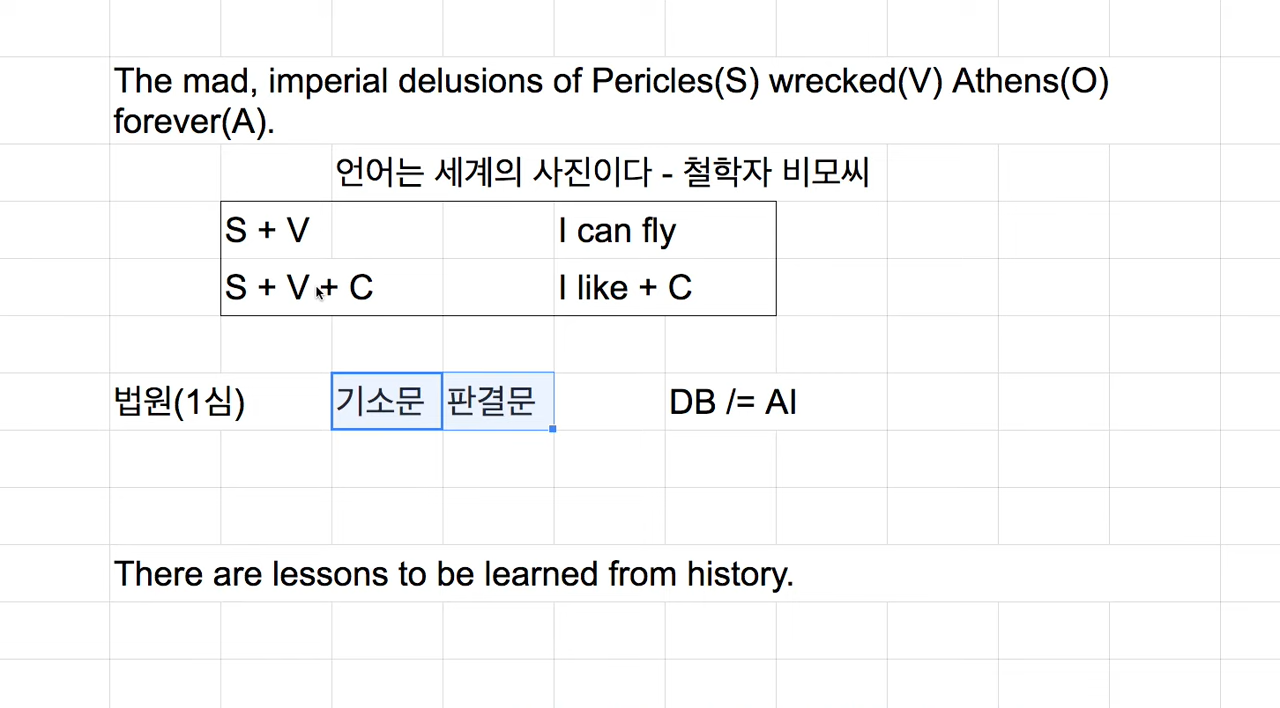 The mad, imperial delusions of Pericles(S) wrecked(V) Athens(O)
forever(A).
언어는 세계의 사진이다 - 철학자 비모씨
S + V I can fly
S + V + C I like + C
법원(1심) 기소문 판결문 DB /= AI
There are lessons to be learned from history.